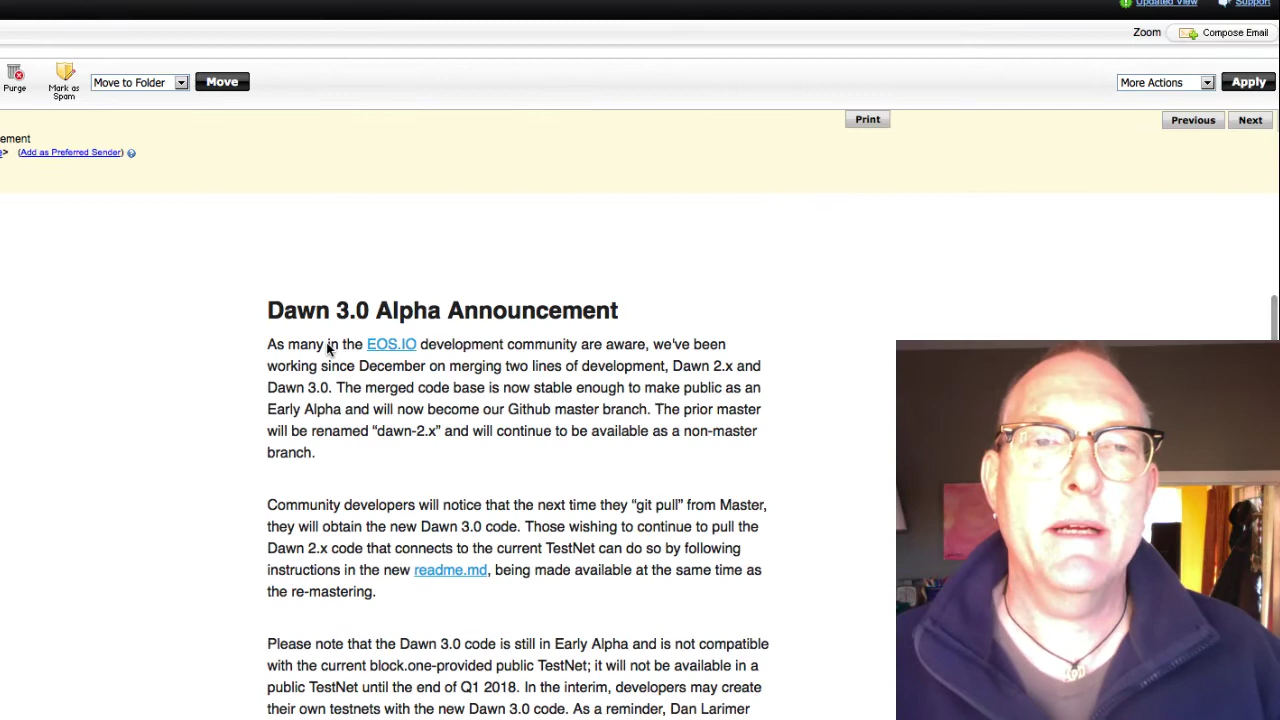 Updated View Support
Zoom Compose Email
Purge Mark as Spam Move to Folder Move More Actions Apply
Print Previous Next
ement
> (Add as Preferred Sender)
Dawn 3.0 Alpha Announcement
As many in the EOS.IO development community are aware, we've been
working since December on merging two lines of development, Dawn 2.x and
Dawn 3.0. The merged code base is now stable enough to make public as an
Early Alpha and will now become our Github master branch. The prior master
will be renamed “dawn-2.x” and will continue to be available as a non-master
branch.
Community developers will notice that the next time they “git pull” from Master,
they will obtain the new Dawn 3.0 code. Those wishing to continue to pull the
Dawn 2.x code that connects to the current TestNet can do so by following
instructions in the new readme.md, being made available at the same time as
the re-mastering.
Please note that the Dawn 3.0 code is still in Early Alpha and is not compatible
with the current block.one-provided public TestNet; it will not be available in a
public TestNet until the end of Q1 2018. In the interim, developers may create
their own testnets with the new Dawn 3.0 code. As a reminder, Dan Larimer